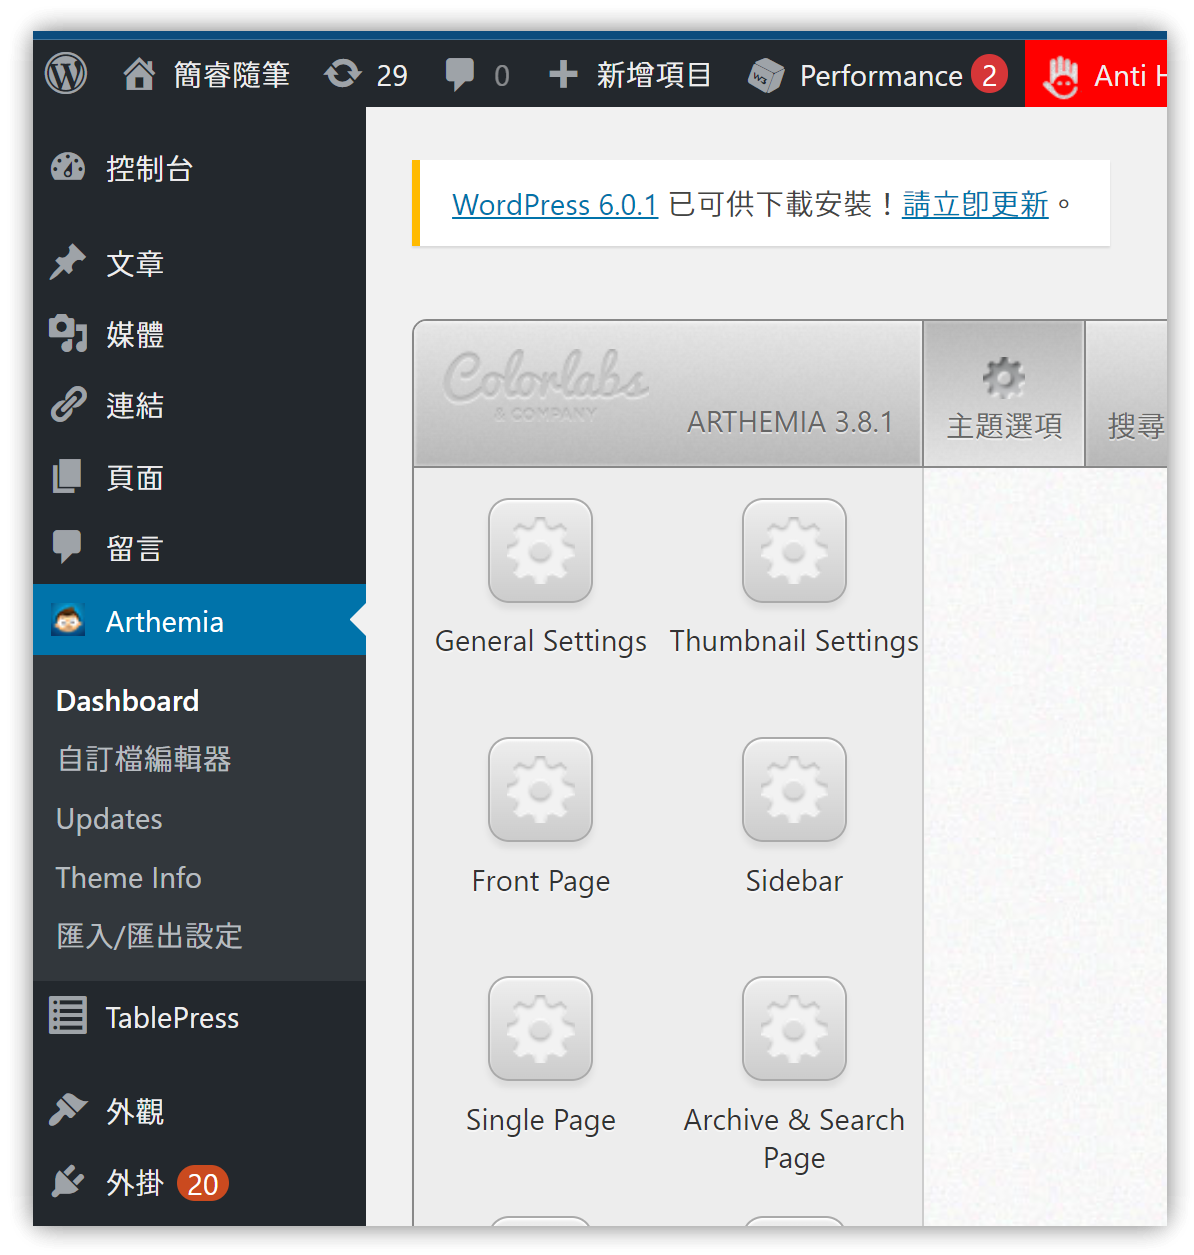 簡睿隨筆 29 0 新增項目 Performance 2 Anti
控制台
文章
媒體
連結
頁面
留言
Arthemia
Dashboard
自訂檔編輯器
Updates
Theme Info
匯入/匯出設定
TablePress
外觀
外掛 20
WordPress 6.0.1 已可供下載安裝！請立即更新。
Colorlabs
& COMPANY
ARTHEMIA 3.8.1
主題選項
搜尋
General Settings
Thumbnail Settings
Front Page
Sidebar
Single Page
Archive & Search
Page